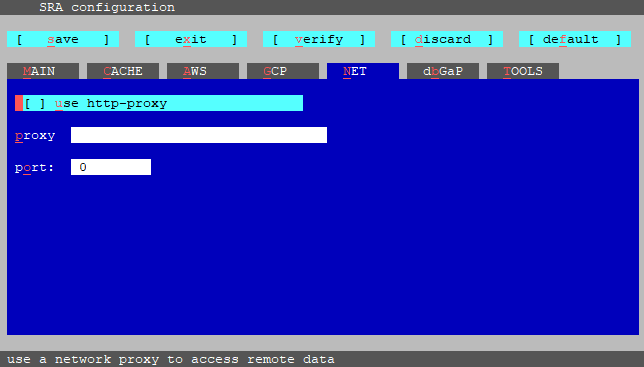 SRA configuration
[ save ] [ exit ] [ verify ] [ discard ] [ default ]
MAIN CACHE AWS GCP NET dbGaP TOOLS
[ ] use http-proxy
proxy
port: 0
use a network proxy to access remote data